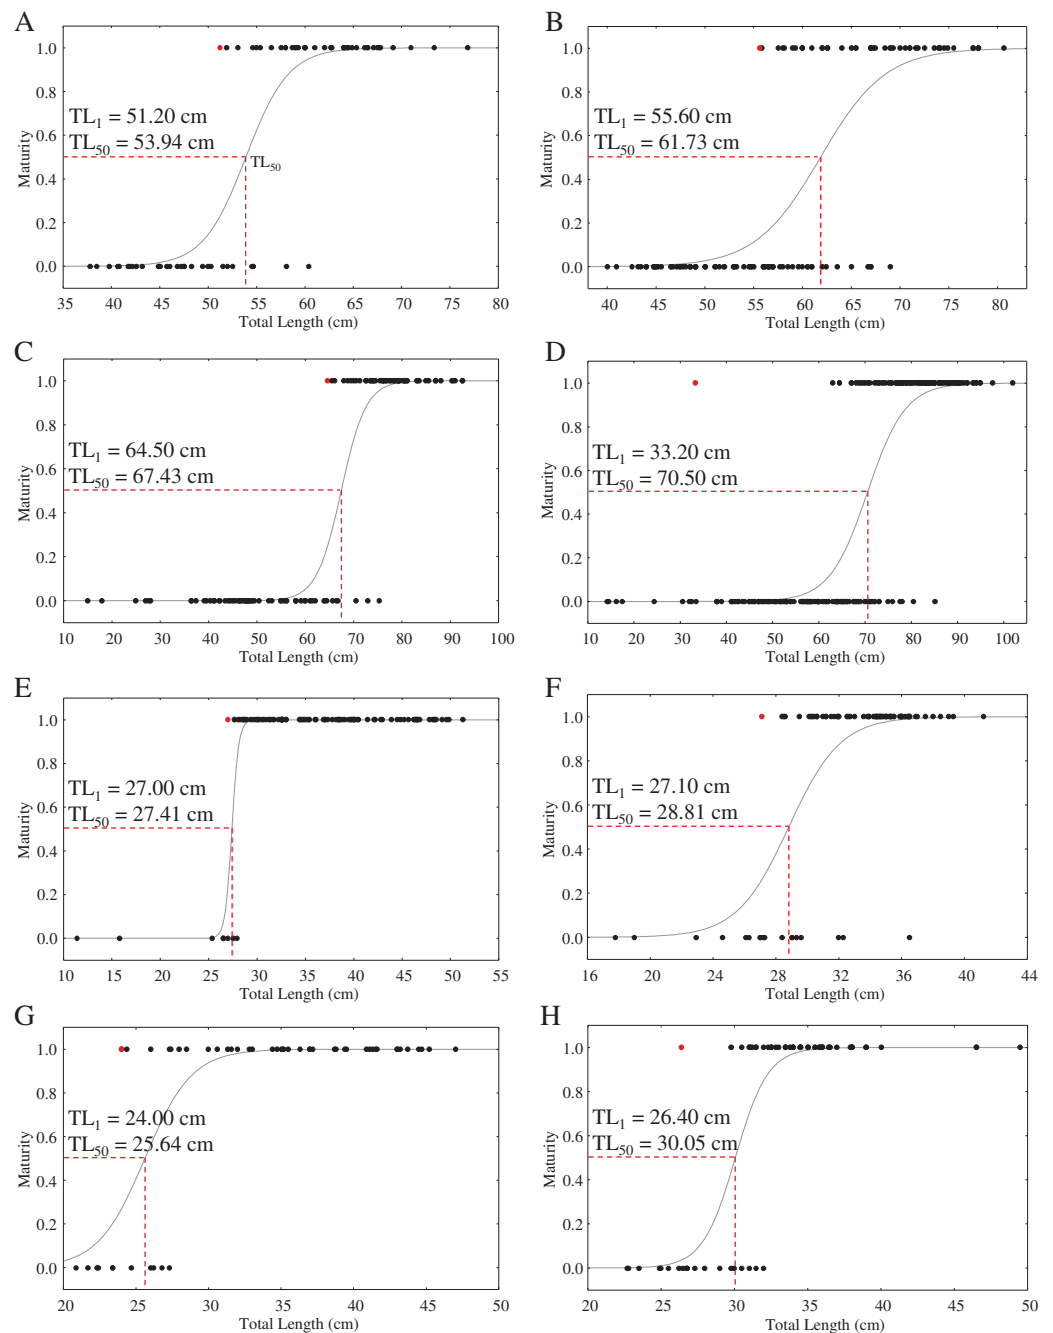 A
1.0
0.8
TL1 = 51.20 cm
TL50 = 53.94 cm
0.6
TL50
0.4
0.2
0.0
Maturity
35 40 45 50 55 60 65 70 75 80
Total Length (cm)
B
1.0
0.8
TL1 = 55.60 cm
TL50 = 61.73 cm
0.6
0.4
0.2
0.0
Maturity
40 45 50 55 60 65 70 75 80
Total Length (cm)
C
1.0
0.8
TL1 = 64.50 cm
TL50 = 67.43 cm
0.6
0.4
0.2
0.0
Maturity
10 20 30 40 50 60 70 80 90 100
Total Length (cm)
D
1.0
0.8
TL1 = 33.20 cm
TL50 = 70.50 cm
0.6
0.4
0.2
0.0
Maturity
10 20 30 40 50 60 70 80 90 100
Total Length (cm)
E
1.0
0.8
TL1 = 27.00 cm
TL50 = 27.41 cm
0.6
0.4
0.2
0.0
Maturity
10 15 20 25 30 35 40 45 50 55
Total Length (cm)
F
1.0
0.8
TL1 = 27.10 cm
TL50 = 28.81 cm
0.6
0.4
0.2
0.0
Maturity
16 20 24 28 32 36 40 44
Total Length (cm)
G
1.0
0.8
TL1 = 24.00 cm
TL50 = 25.64 cm
0.6
0.4
0.2
0.0
Maturity
20 25 30 35 40 45 50
Total Length (cm)
H
1.0
0.8
TL1 = 26.40 cm
TL50 = 30.05 cm
0.6
0.4
0.2
0.0
Maturity
20 25 30 35 40 45 50
Total Length (cm)